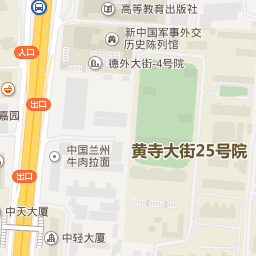 高等教育出版社
新中国军事外交
历史陈列馆
入口
德外大街-4号院
出口
嘉园
中国兰州
牛肉拉面
黄寺大街25号院
出口
中天大厦
中轻大厦